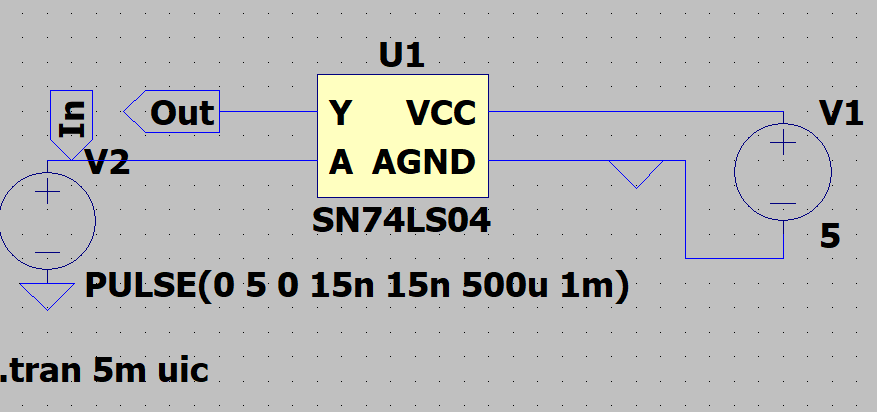 U1
In
Out
Y VCC
V1
V2
A AGND
SN74LS04
5
PULSE(0 5 0 15n 15n 500u 1m)
.tran 5m uic